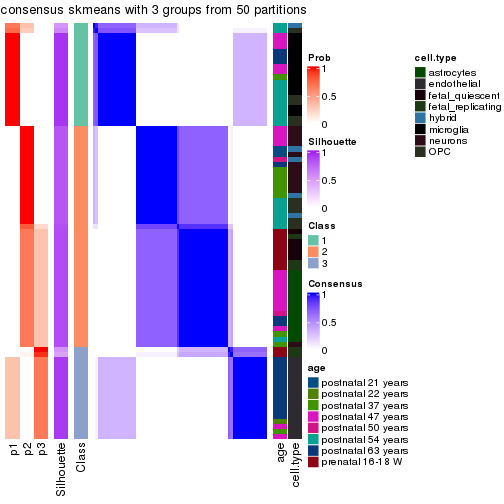 consensus skmeans with 3 groups from 50 partitions
Prob
1
0.5
0
Silhouette
1
0.5
0
Class
1
2
3
Consensus
1
0.5
0
age
postnatal 21 years
postnatal 22 years
postnatal 37 years
postnatal 47 years
postnatal 50 years
postnatal 54 years
postnatal 63 years
prenatal 16-18 W
cell.type
astrocytes
endothelial
fetal_quiescent
fetal_replicating
hybrid
microglia
neurons
OPC
p1
p2
p3
Silhouette
Class
age
cell.type